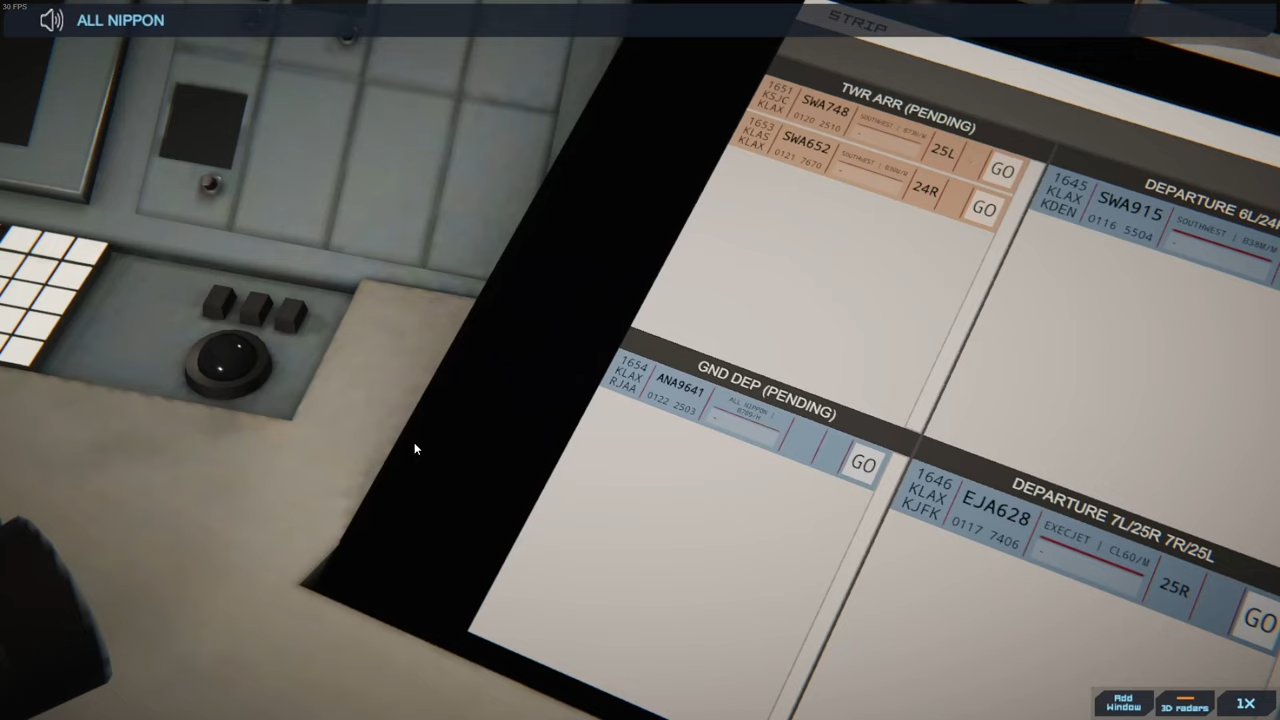 30 FPS
ALL NIPPON
STRIP
TWR ARR (PENDING)
1651
KSJC
KLAX
SWA748
0120 2510
25L
GO
1653
KLAS
KLAX
SWA652
0121 7670
24R
GO
DEPARTURE 6L/24
1645
KLAX
KDEN
SWA915
0116 5504
SOUTHWEST | B38M/M
GND DEP (PENDING)
1654
KLAX
RJAA
ANA9641
0122 2503
ALL NIPPON |
B789/H
GO
DEPARTURE 7L/25R 7R/25L
1646
KLAX
KJFK
EJA628
0117 7406
EXECJET | CL60/M
25R
GO
Add
Window
3D radars
1X